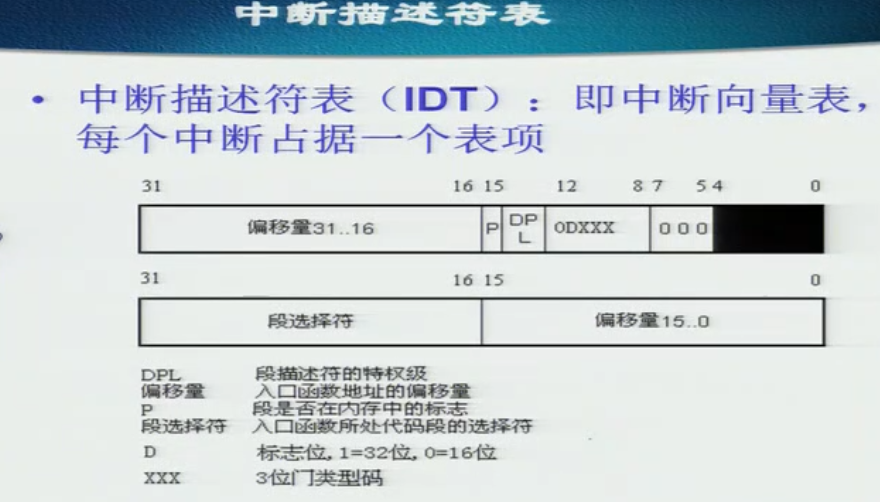 中断描述符表
• 中断描述符表（IDT）：即中断向量表，
每个中断占据一个表项
31 16 15 12 8 7 5 4 0
偏移量31..16 P DP L 0DXXX 0 0 0
31 16 15 0
段选择符 偏移量15..0
DPL 段描述符的特权级
偏移量 入口函数地址的偏移量
P 段是否在内存中的标志
段选择符 入口函数所处代码段的选择符
D 标志位, 1=32位, 0=16位
XXX 3位门类型码